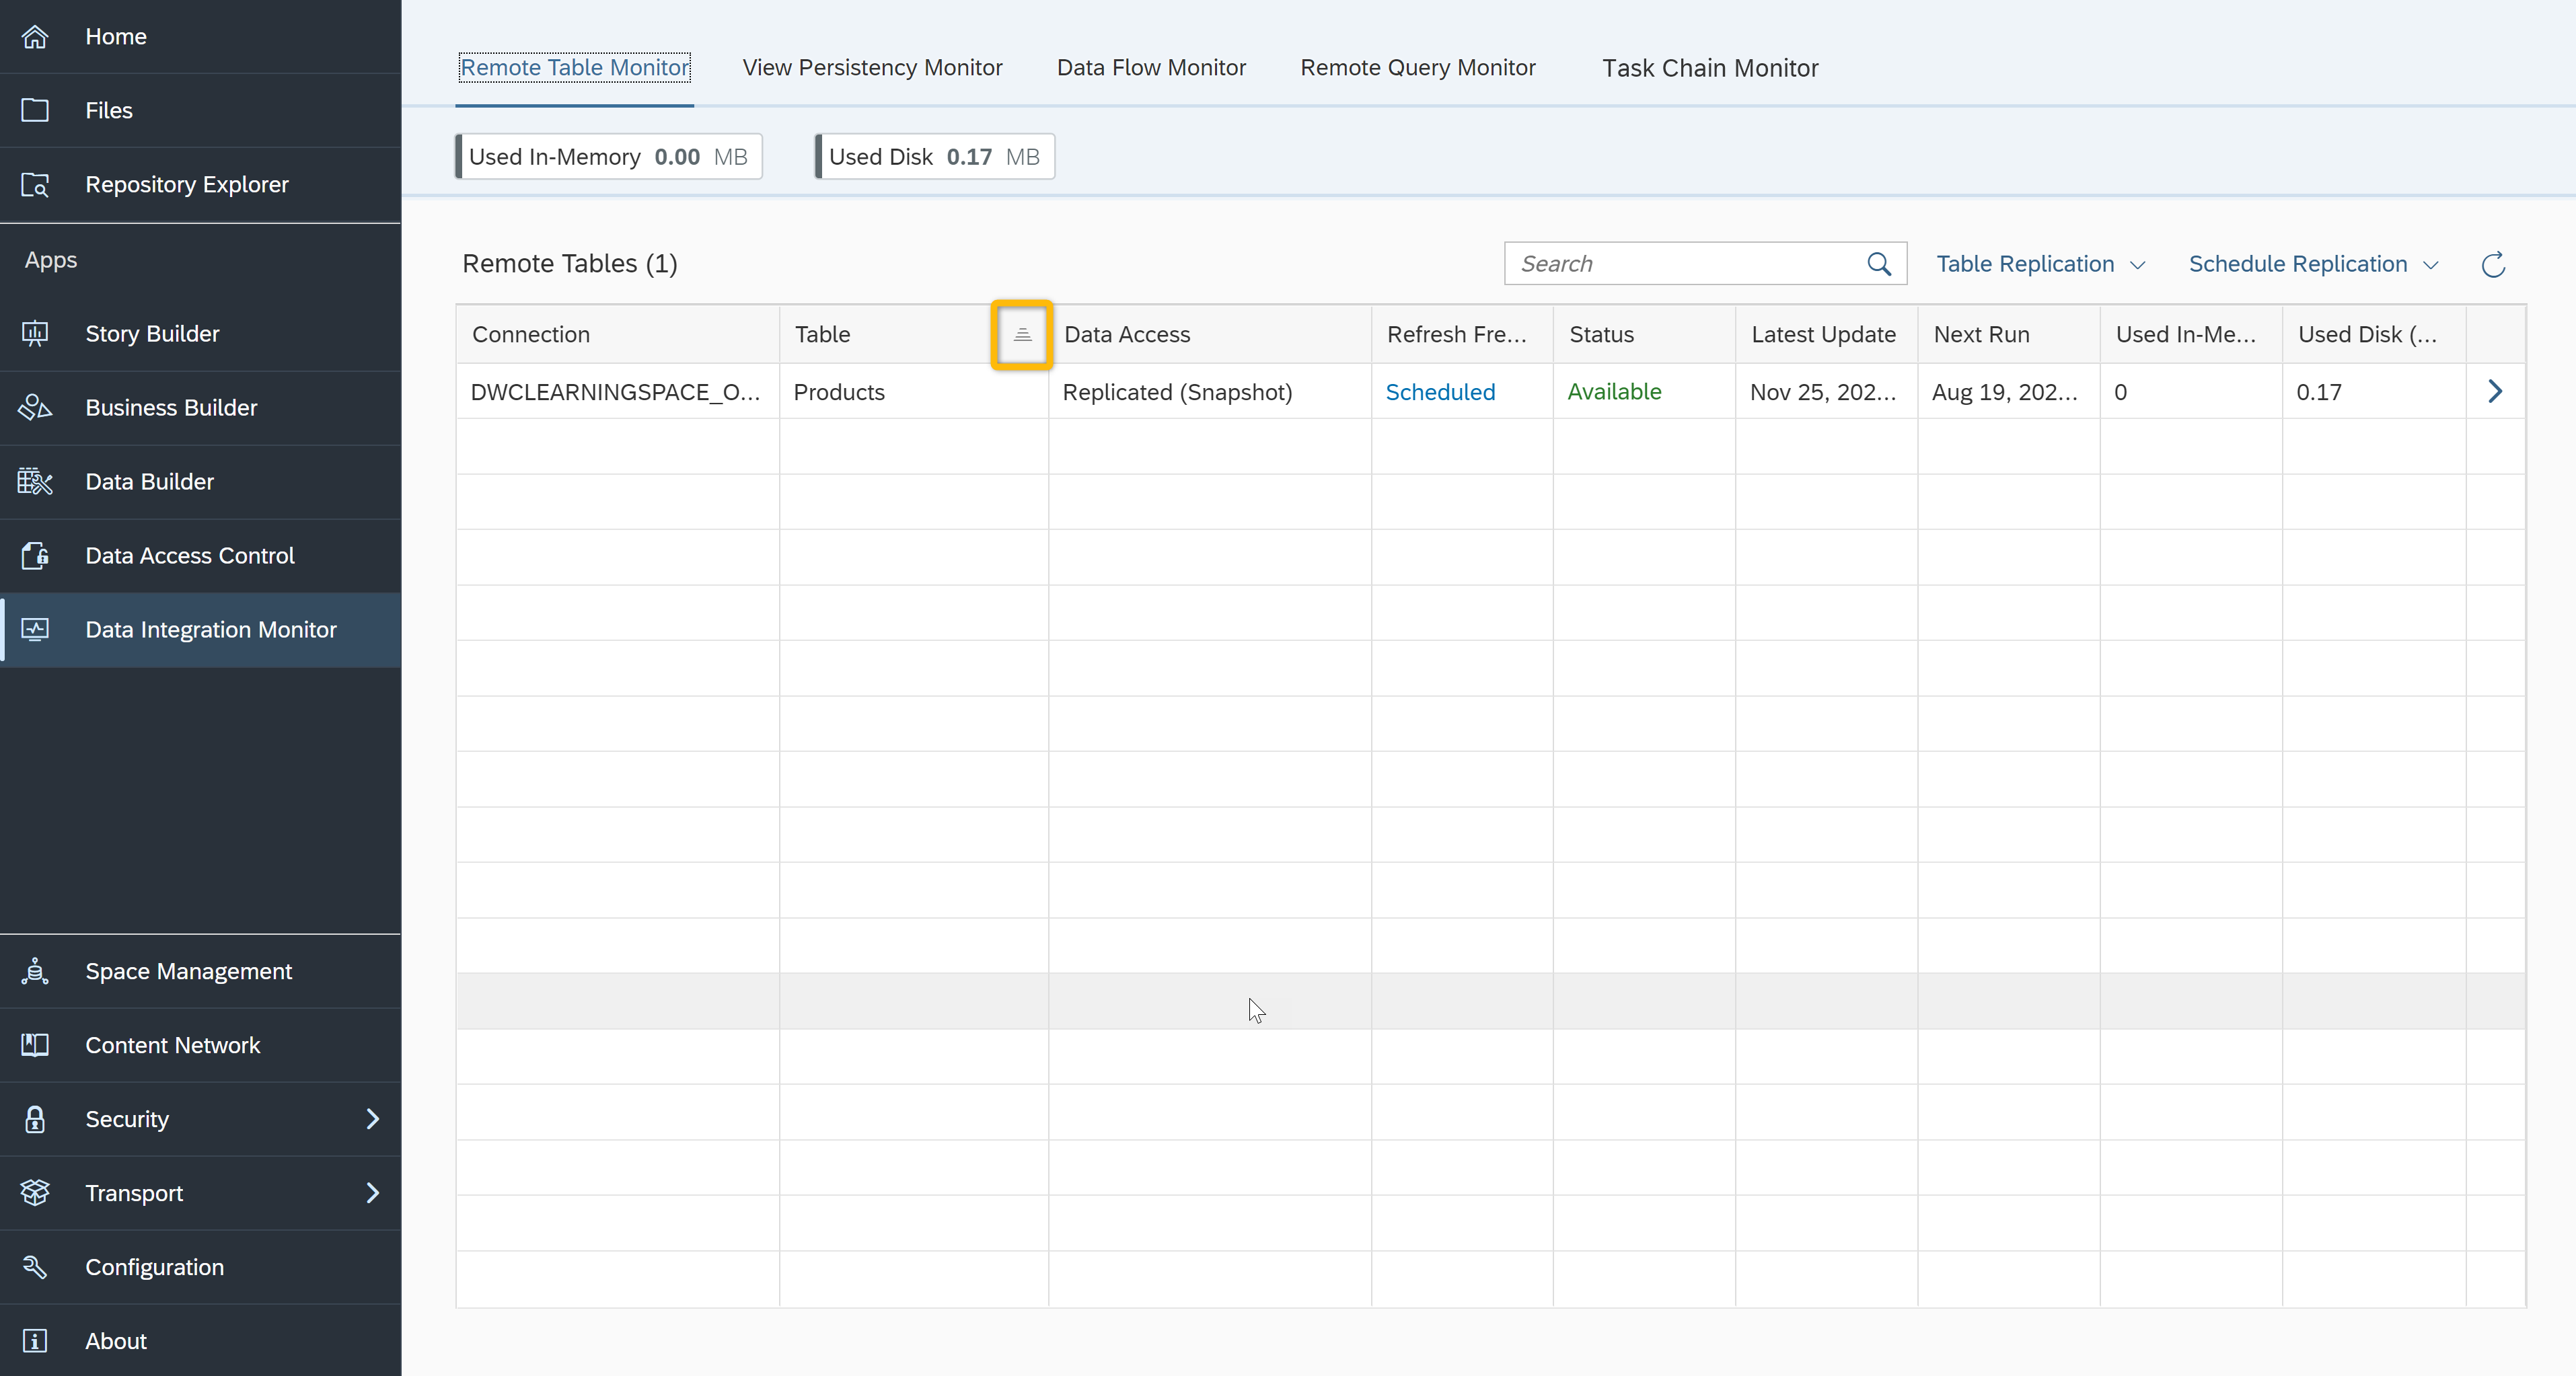 Home
Files
Repository Explorer
Apps
Story Builder
Business Builder
Data Builder
Data Access Control
Data Integration Monitor
Space Management
Content Network
Security
Transport
Configuration
About
Remote Table Monitor View Persistency Monitor Data Flow Monitor Remote Query Monitor Task Chain Monitor
Used In-Memory 0.00 MB Used Disk 0.17 MB
Remote Tables (1) Search Table Replication Schedule Replication
Connection Table Data Access Refresh Fre... Status Latest Update Next Run Used In-Me... Used Disk (...
DWCLEARNINGSPACE_O... Products Replicated (Snapshot) Scheduled Available Nov 25, 202... Aug 19, 202... 0 0.17